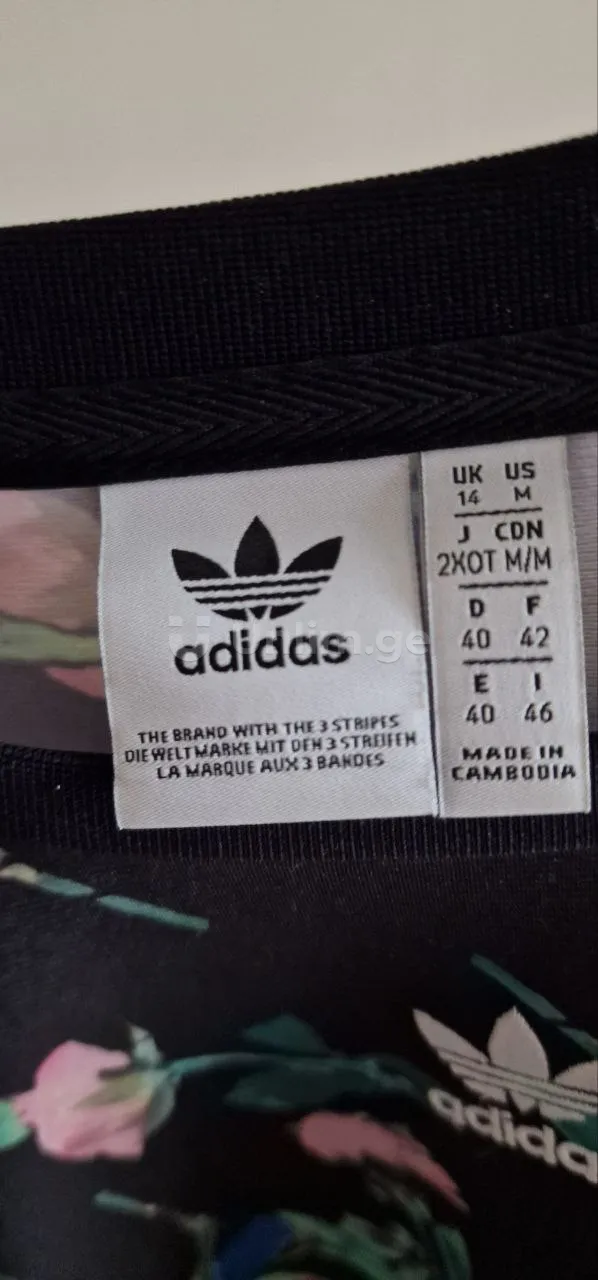 adidas
THE BRAND WITH THE 3 STRIPES
DIE WELTMARKE MIT DEN 3 STREIFEN
LA MARQUE AUX 3 BANDES
UK US
14 M
J CDN
2XOT M/M
D F
40 42
E I
40 46
MADE IN
CAMBODIA
adidas